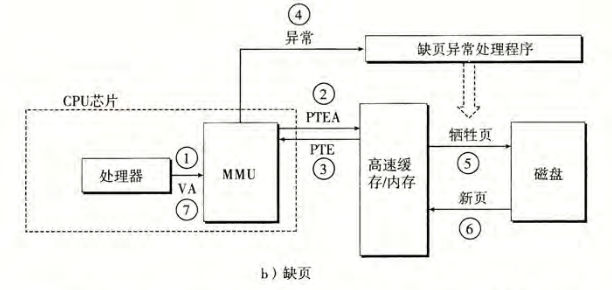 ④
异常
缺页异常处理程序
CPU芯片
②
PTEA
处理器
①
VA
⑦
MMU
PTE
③
高速缓
存/内存
牺牲页
⑤
磁盘
新页
⑥
b）缺页